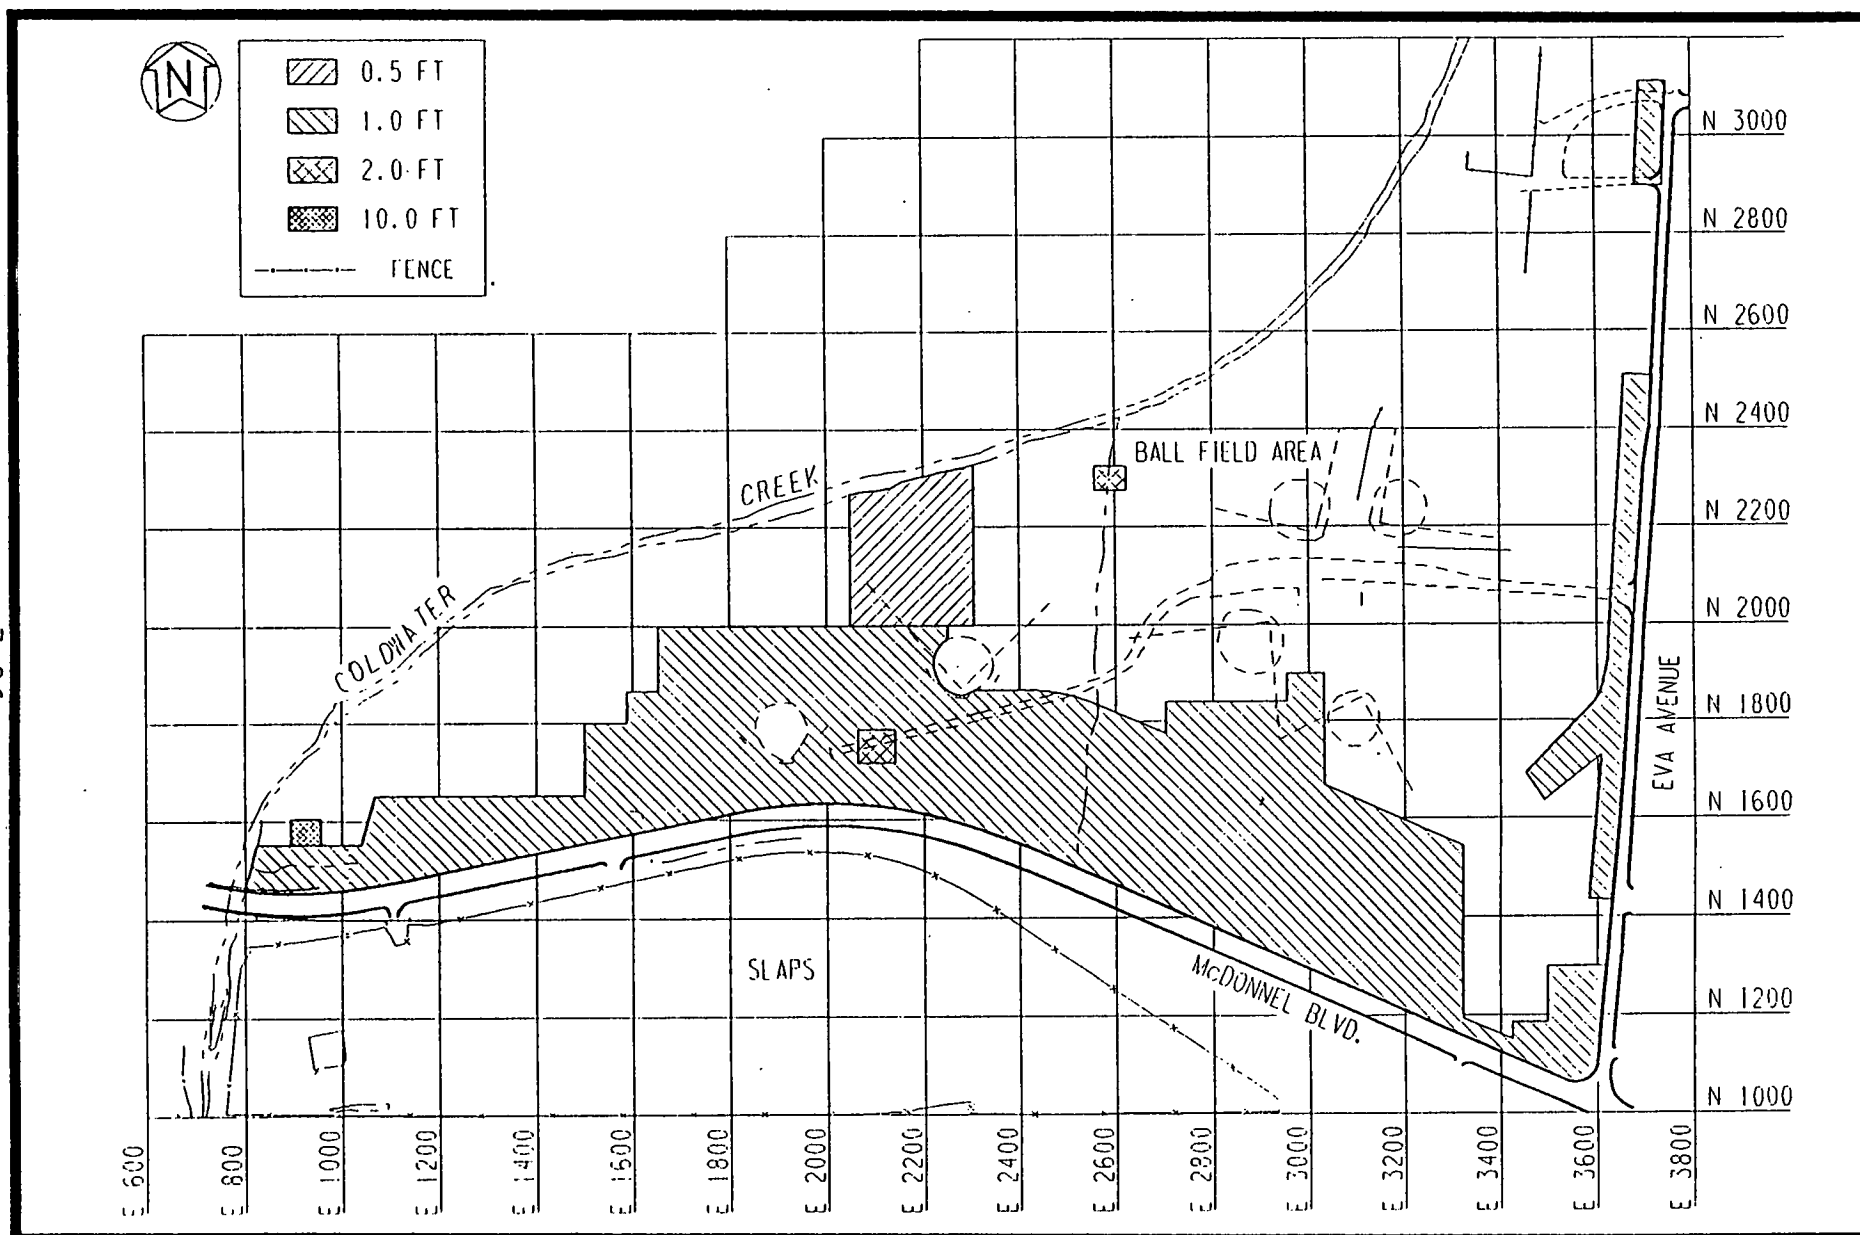 N
0.5 FT
1.0 FT
2.0 FT
10.0 FT
FENCE
N 3000
N 2800
N 2600
N 2400
N 2200
N 2000
N 1800
N 1600
N 1400
N 1200
N 1000
BALL FIELD AREA
COLDWATER CREEK
EVA AVENUE
SLAPS
McDONNEL BLVD.
E 600
E 800
E 1000
E 1200
E 1400
E 1600
E 1800
E 2000
E 2200
E 2400
E 2600
E 2800
E 3000
E 3200
E 3400
E 3600
E 3800